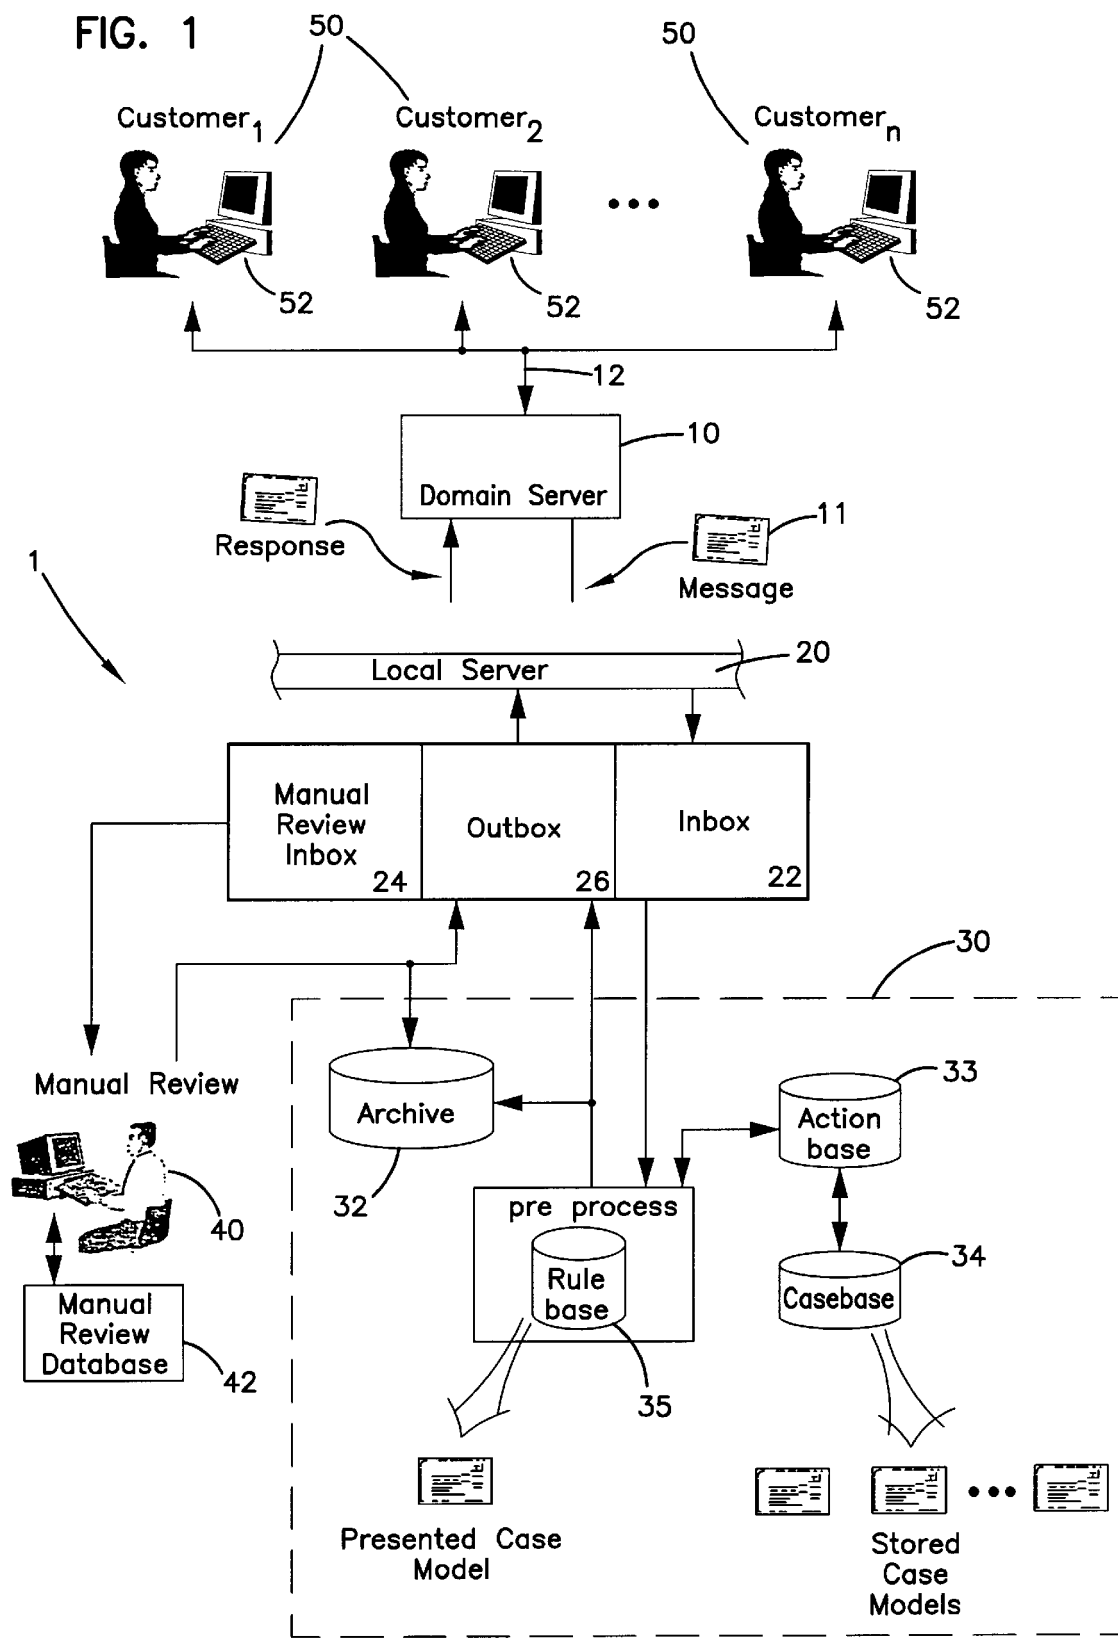 FIG. 1
50
50
Customer1
Customer2
Customern
52
52
52
12
10
Domain Server
11
Response
Message
1
20
Local Server
Manual
Review
Inbox
24
Outbox
26
Inbox
22
30
Manual Review
Archive
32
33
Action
base
40
pre process
Rule
base
35
34
Casebase
Manual
Review
Database
42
Presented Case
Model
Stored
Case
Models